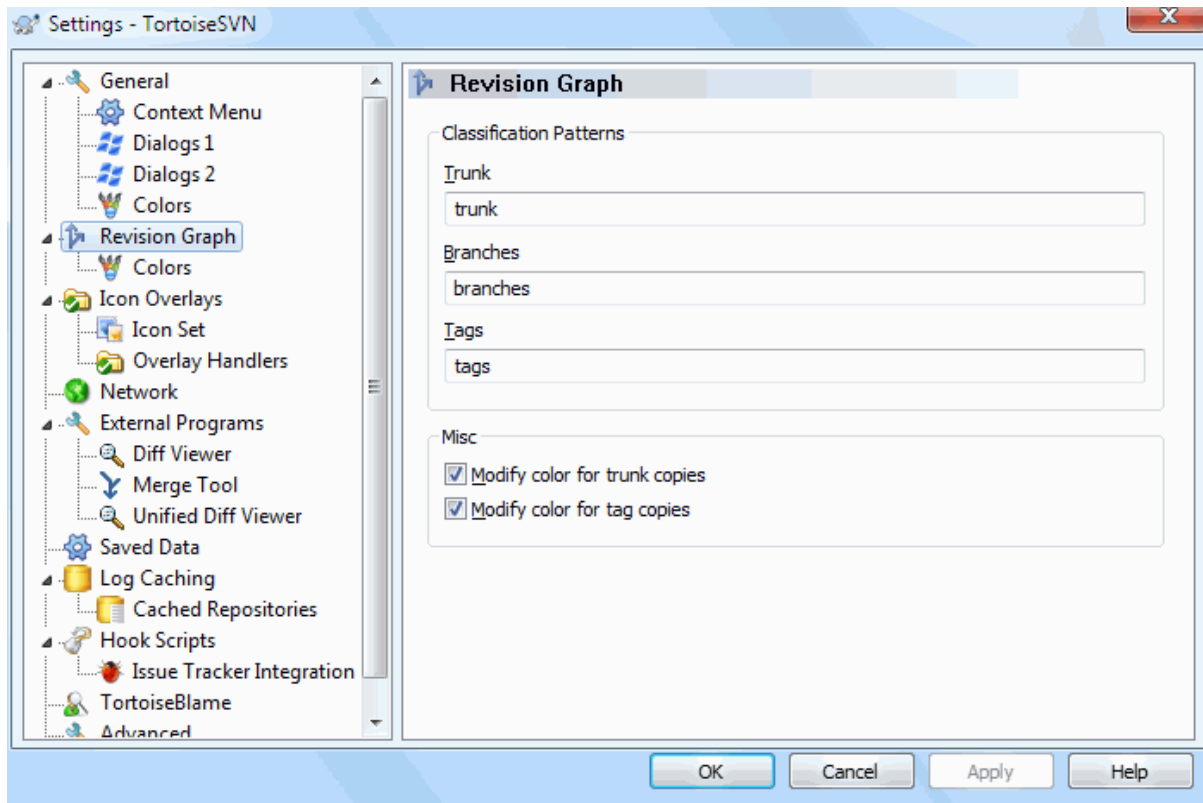 Settings - TortoiseSVN
General
Context Menu
Dialogs 1
Dialogs 2
Colors
Revision Graph
Colors
Icon Overlays
Icon Set
Overlay Handlers
Network
External Programs
Diff Viewer
Merge Tool
Unified Diff Viewer
Saved Data
Log Caching
Cached Repositories
Hook Scripts
Issue Tracker Integration
TortoiseBlame
Advanced
Revision Graph
Classification Patterns
Trunk
trunk
Branches
branches
Tags
tags
Misc
Modify color for trunk copies
Modify color for tag copies
OK Cancel Apply Help